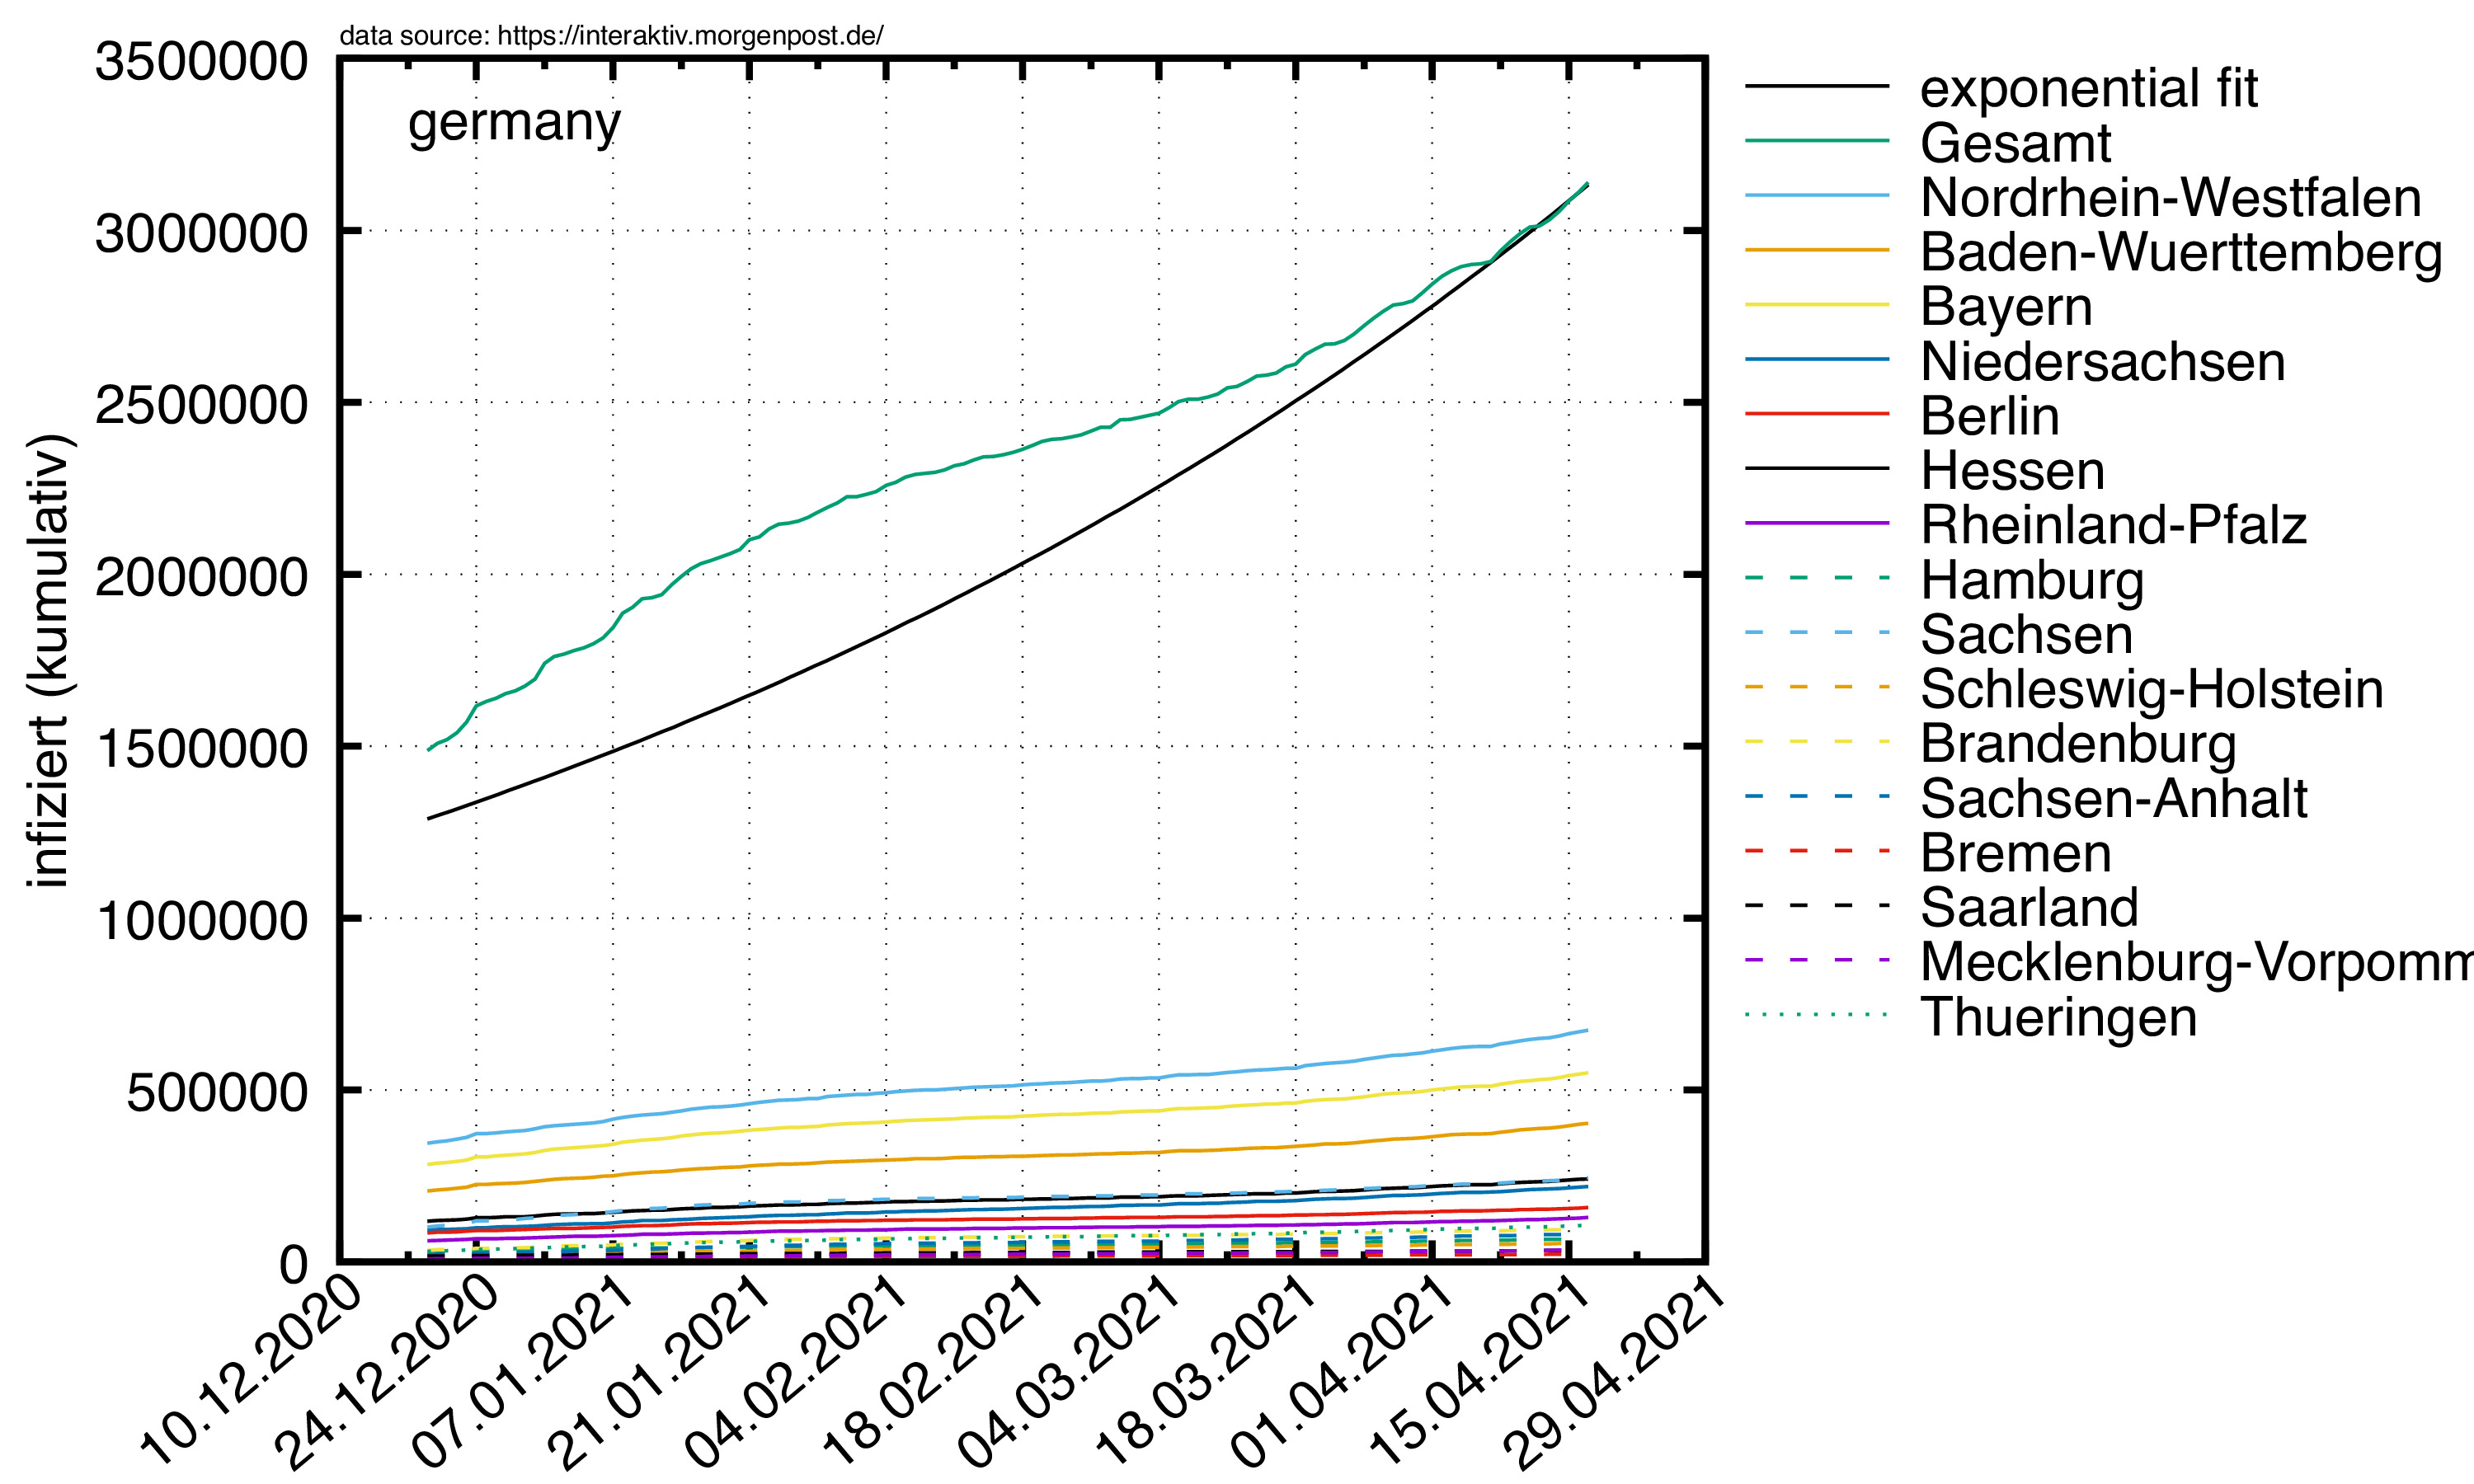 data source: https://interaktiv.morgenpost.de/
germany
infiziert (kumulativ)
3500000
3000000
2500000
2000000
1500000
1000000
500000
0
10.12.2020
24.12.2020
07.01.2021
21.01.2021
04.02.2021
18.02.2021
04.03.2021
18.03.2021
01.04.2021
15.04.2021
29.04.2021
exponential fit
Gesamt
Nordrhein-Westfalen
Baden-Wuerttemberg
Bayern
Niedersachsen
Berlin
Hessen
Rheinland-Pfalz
Hamburg
Sachsen
Schleswig-Holstein
Brandenburg
Sachsen-Anhalt
Bremen
Saarland
Mecklenburg-Vorpomm
Thueringen